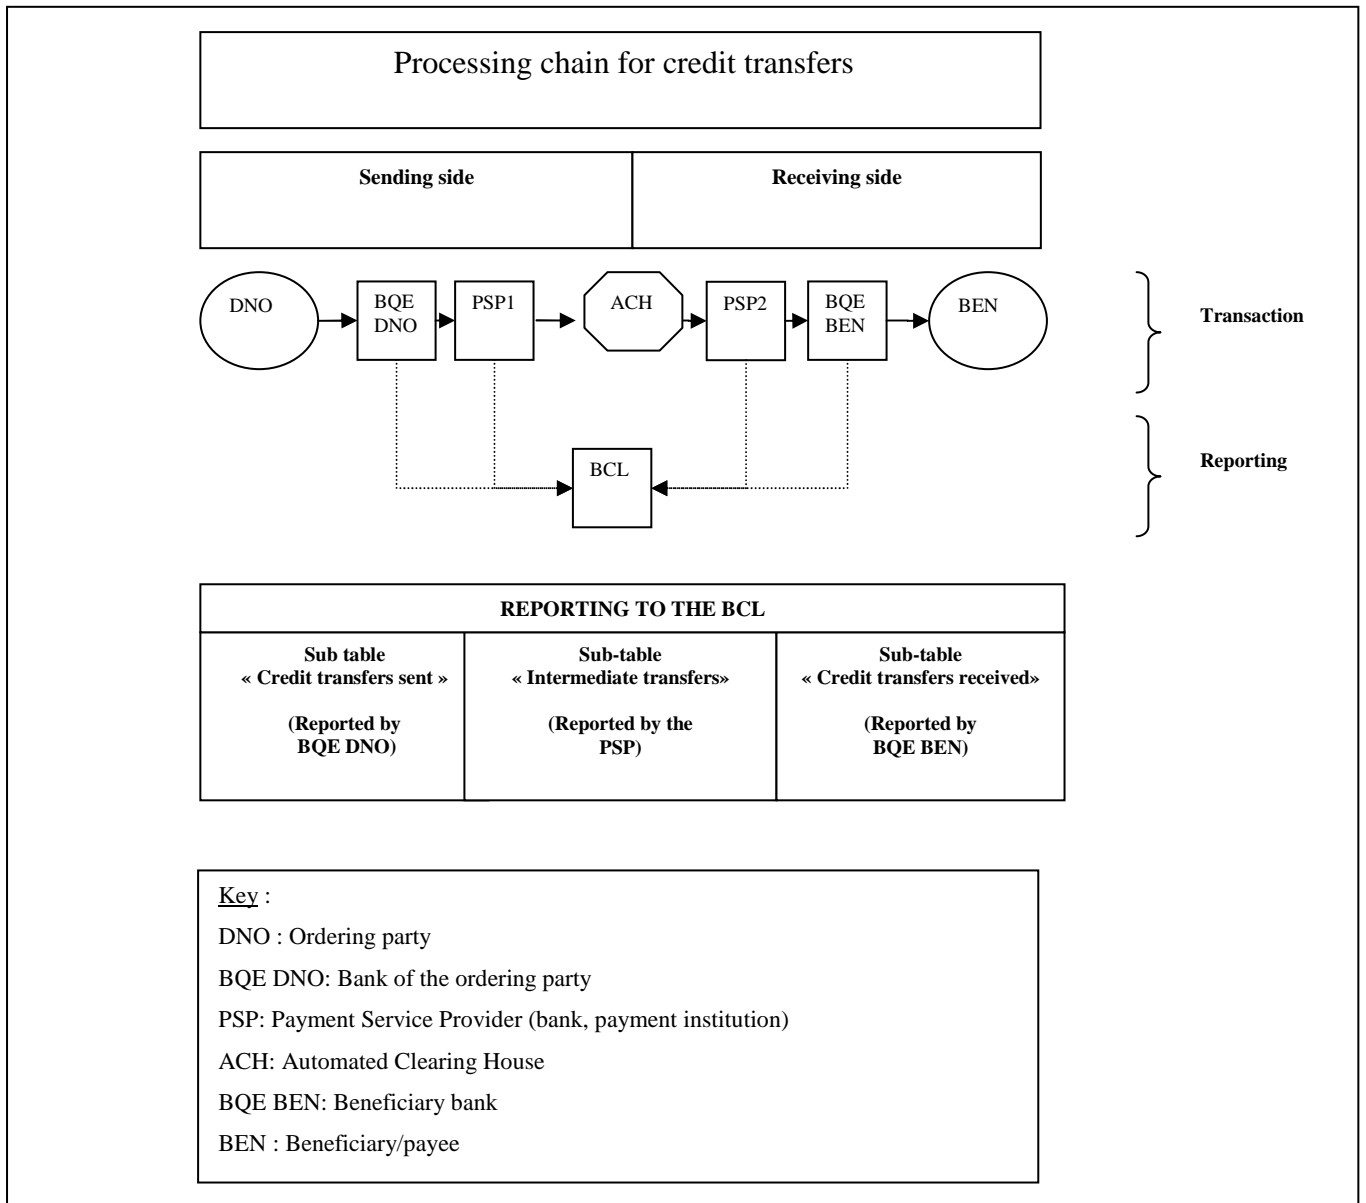 Processing chain for credit transfers
Sending side
Receiving side
DNO
BQE
DNO
PSP1
ACH
PSP2
BQE
BEN
BEN
Transaction
BCL
Reporting
REPORTING TO THE BCL
Sub table
« Credit transfers sent »
(Reported by
BQE DNO)
Sub-table
« Intermediate transfers»
(Reported by the
PSP)
Sub-table
« Credit transfers received»
(Reported by
BQE BEN)
Key :
DNO : Ordering party
BQE DNO: Bank of the ordering party
PSP: Payment Service Provider (bank, payment institution)
ACH: Automated Clearing House
BQE BEN: Beneficiary bank
BEN : Beneficiary/payee